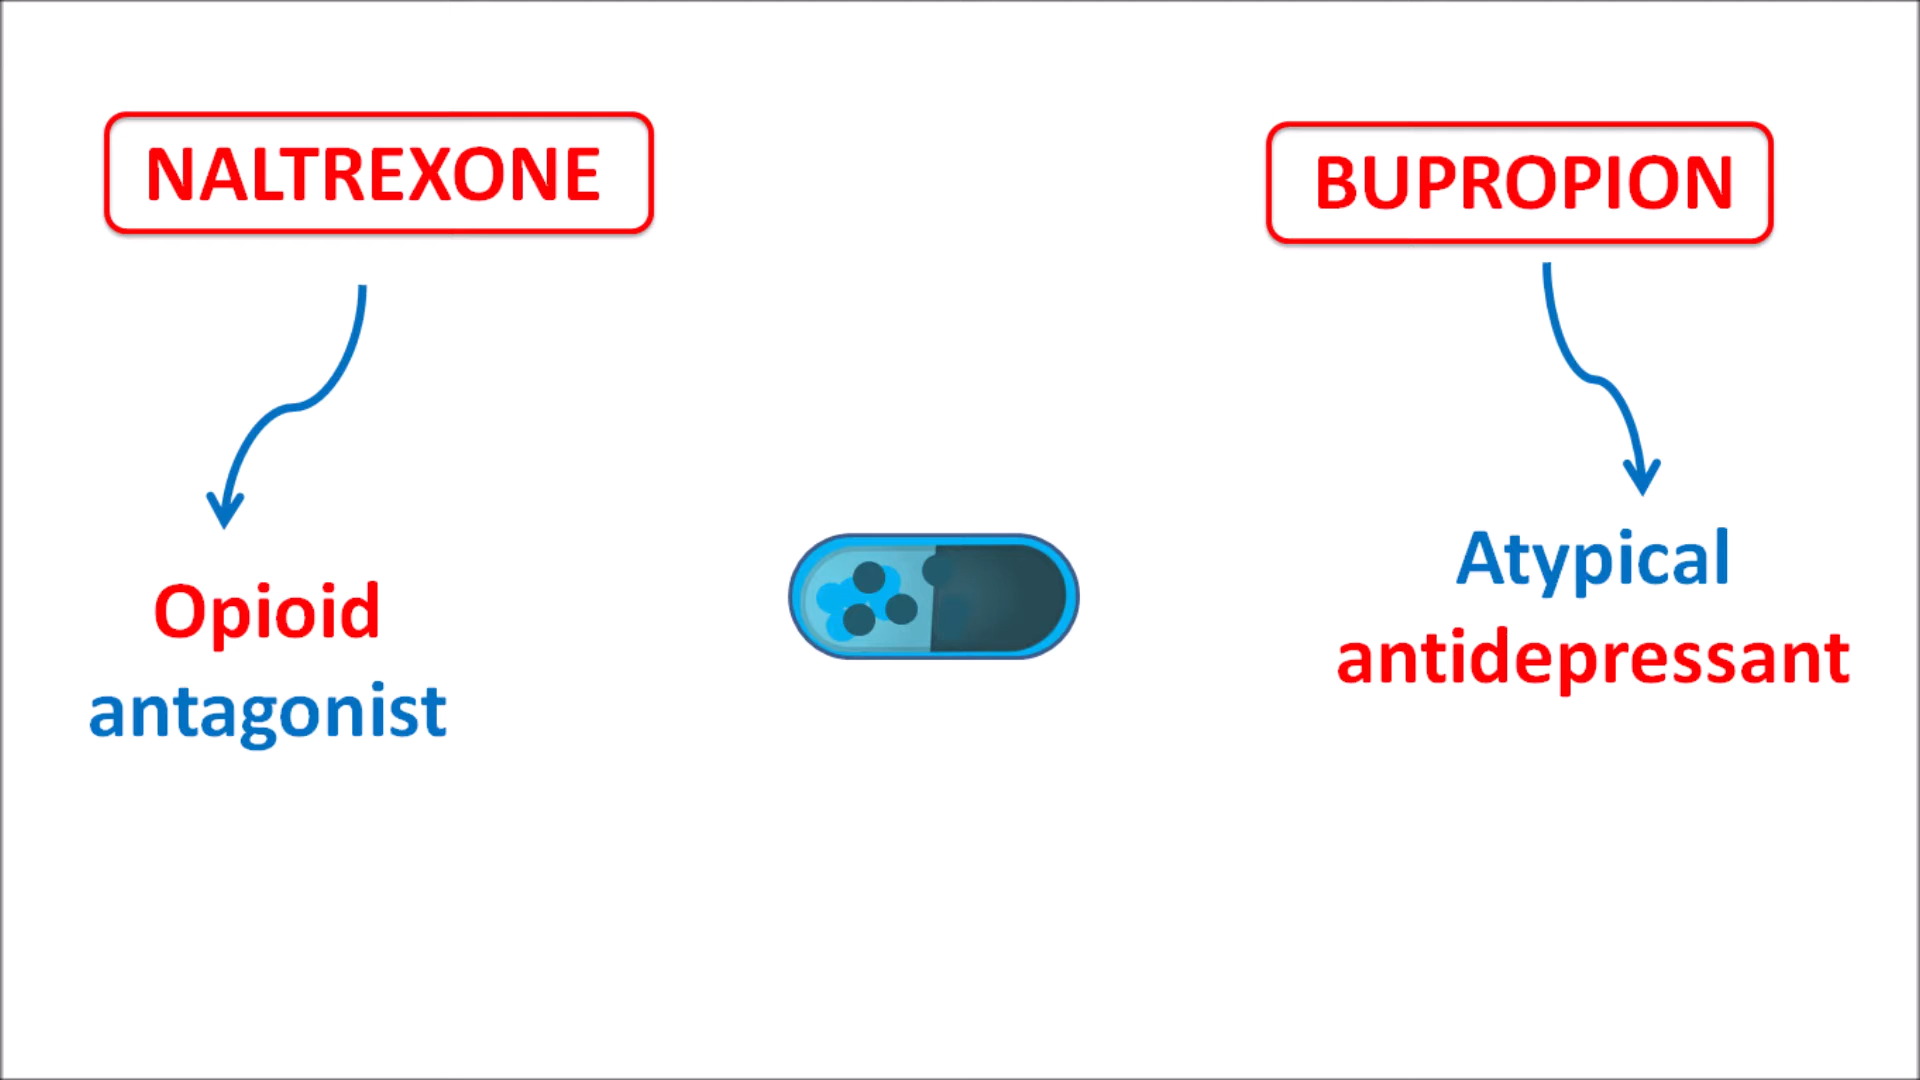 NALTREXONE
BUPROPION
Opioid
antagonist
Atypical
antidepressant